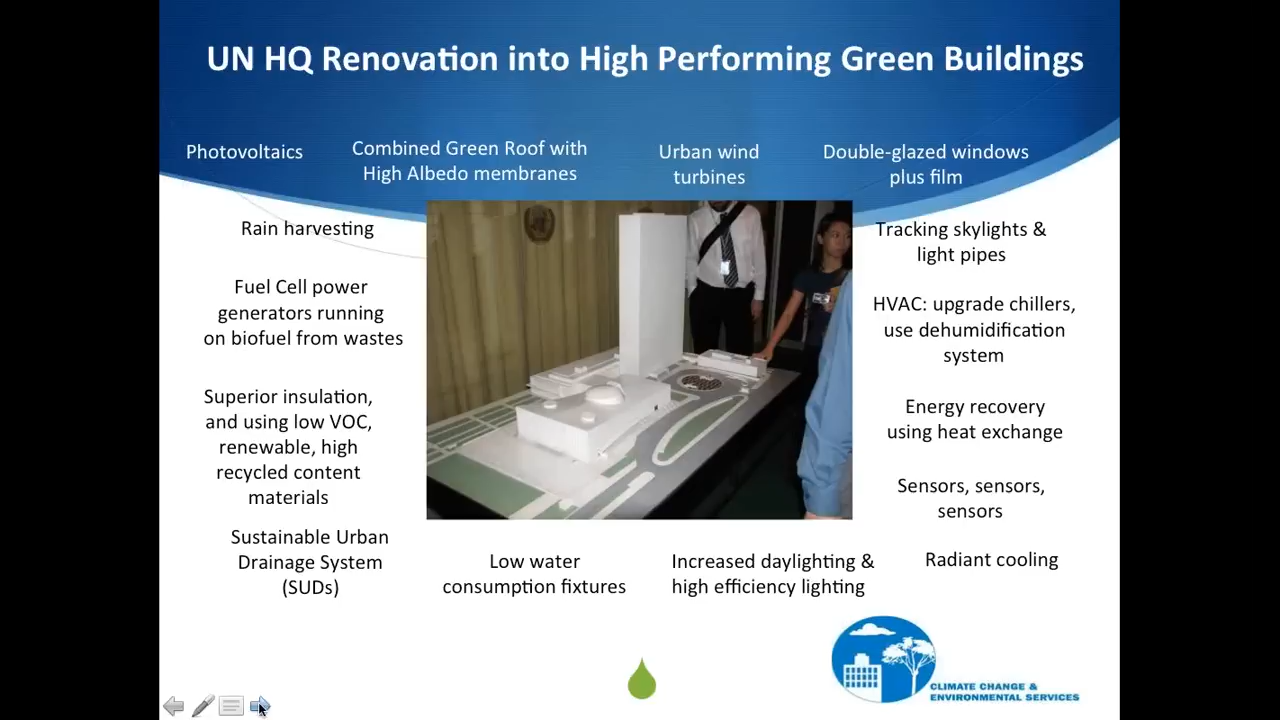 UN HQ Renovation into High Performing Green Buildings
Photovoltaics
Combined Green Roof with
High Albedo membranes
Urban wind
turbines
Double-glazed windows
plus film
Rain harvesting
Tracking skylights &
light pipes
Fuel Cell power
generators running
on biofuel from wastes
HVAC: upgrade chillers,
use dehumidification
system
Superior insulation,
and using low VOC,
renewable, high
recycled content
materials
Energy recovery
using heat exchange
Sensors, sensors,
sensors
Sustainable Urban
Drainage System
(SUDs)
Low water
consumption fixtures
Increased daylighting &
high efficiency lighting
Radiant cooling
CLIMATE CHANGE &
ENVIRONMENTAL SERVICES